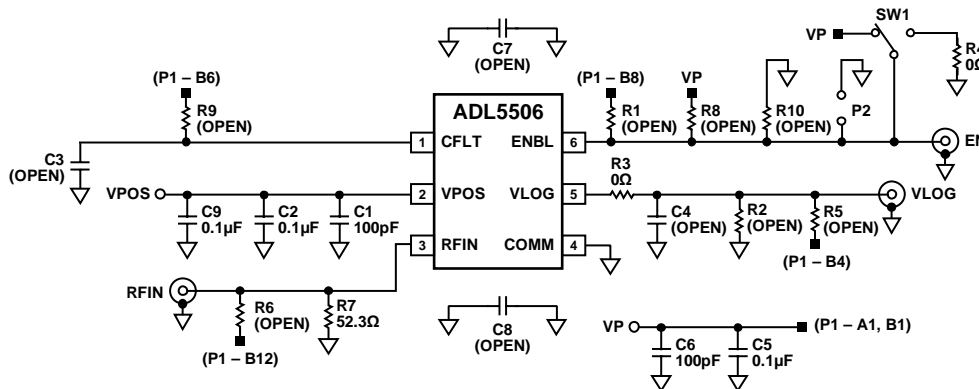 C7
(OPEN)
SW1
VP
R4
0Ω
(P1 – B6)
R9
(OPEN)
(P1 – B8)
R1
(OPEN)
VP
R8
(OPEN)
R10
(OPEN)
P2
ADL5506
1 CFLT
ENBL 6
C3
(OPEN)
VPOS
2 VPOS
VLOG 5
R3
0Ω
VLOG
C9
0.1µF
C2
0.1µF
C1
100pF
C4
(OPEN)
R2
(OPEN)
R5
(OPEN)
(P1 – B4)
3 RFIN
COMM 4
RFIN
R6
(OPEN)
R7
52.3Ω
(P1 – B12)
C8
(OPEN)
VP
(P1 – A1, B1)
C6
100pF
C5
0.1µF